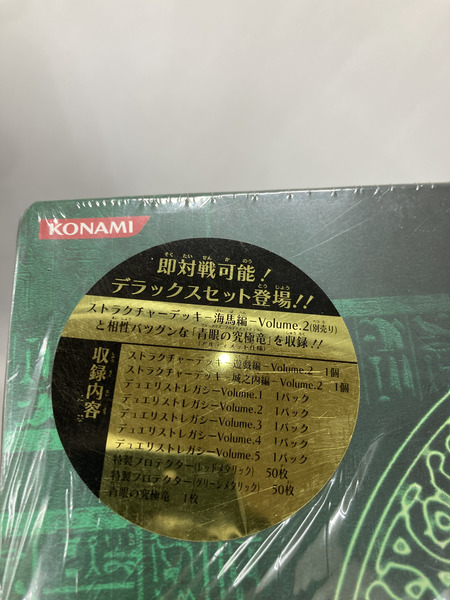 KONAMI
即対戦可能！
デラックスセット登場!!
ストラクチャーデッキ－海馬編－Volume.2(別売り)
と相性バツグンな「青眼の究極竜」を収録!!
収録内容
ストラクチャーデッキ－遊戯編－Volume.2 1個
ストラクチャーデッキ－城之内編－Volume.2 1個
デュエリストレガシーVolume.1 1パック
デュエリストレガシーVolume.2 1パック
デュエリストレガシーVolume.3 1パック
デュエリストレガシーVolume.4 1パック
デュエリストレガシーVolume.5 1パック
特製プロテクター(レッドメタリック) 50枚
特製プロテクター(グリーンメタリック) 50枚
青眼の究極竜 1枚